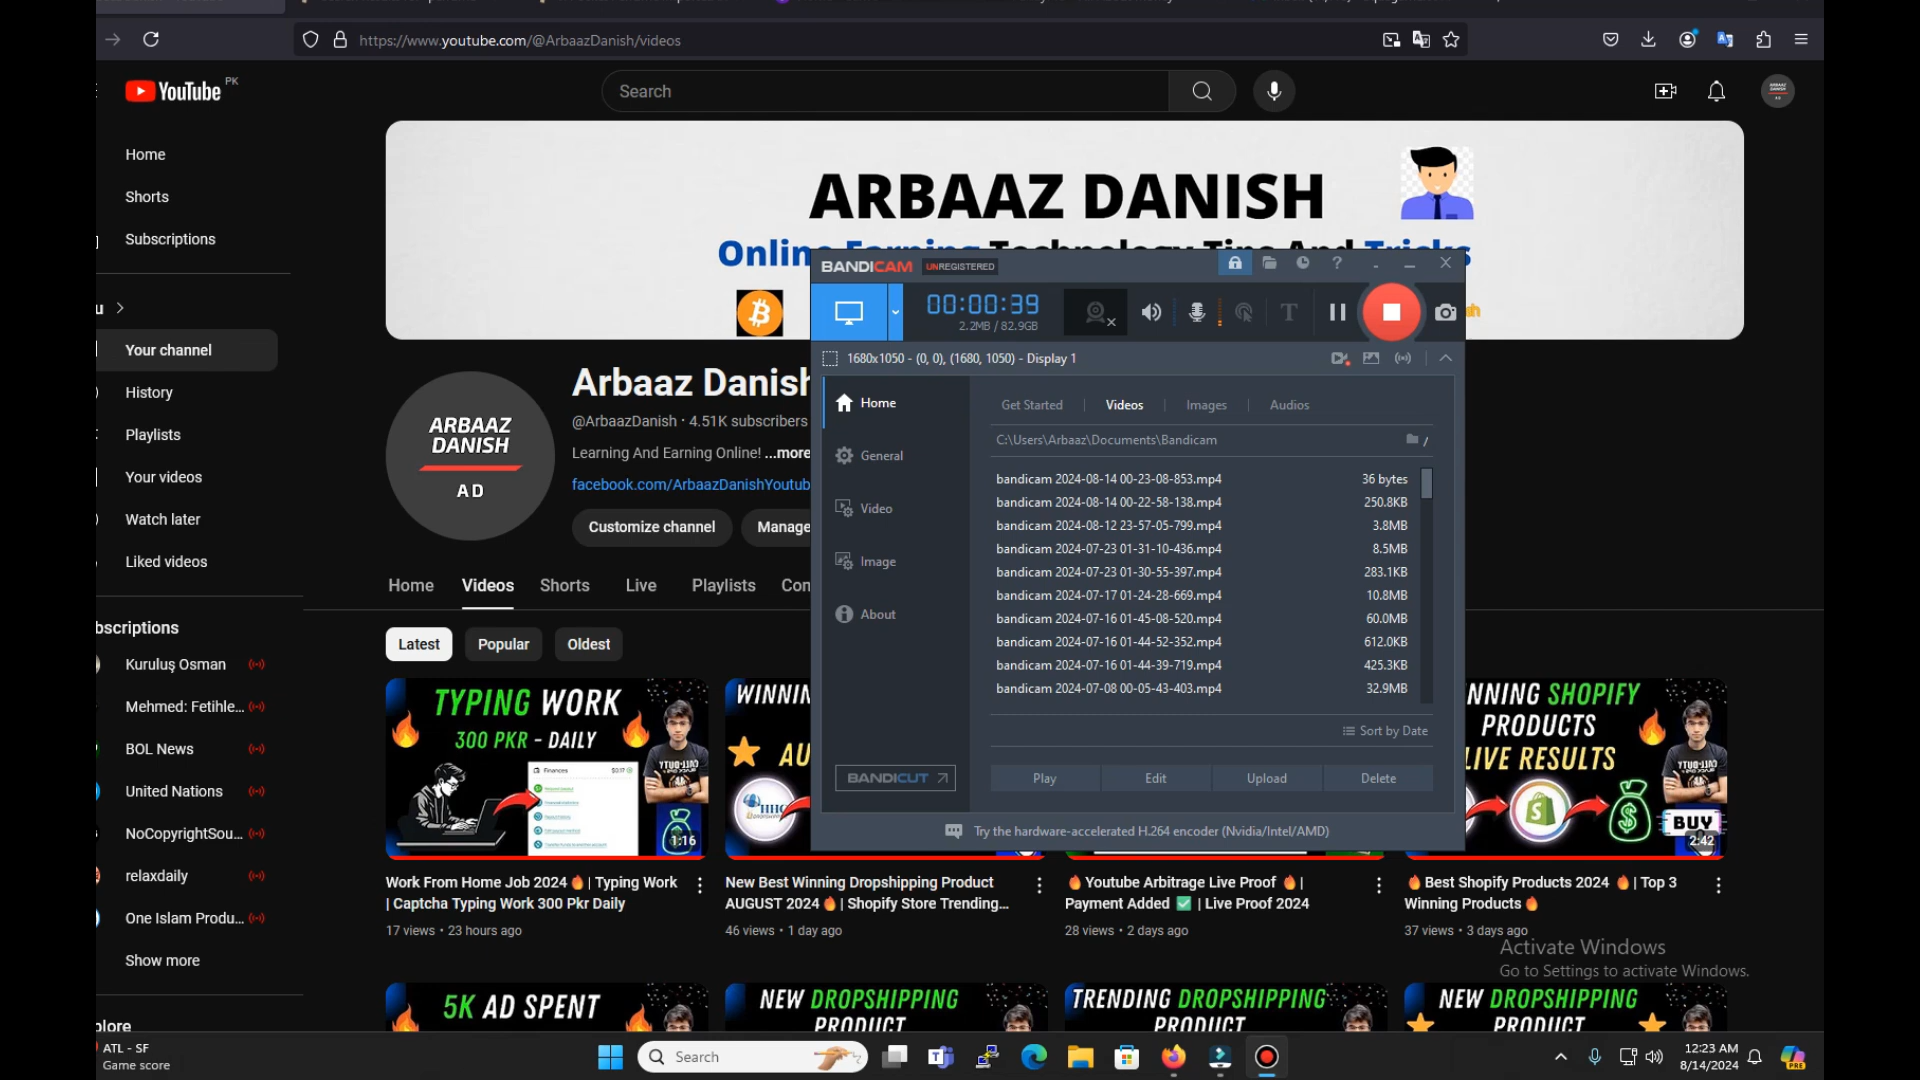 https://www.youtube.com/@ArbaazDanish/videos
YouTube PK
Search
Home
Shorts
Subscriptions
Your channel
History
Playlists
Your videos
Watch later
Liked videos
bscriptions
Kuruluş Osman
Mehmed: Fetihle...
BOL News
United Nations
NoCopyrightSou...
relaxdaily
One Islam Produ...
Show more
plore
ARBAAZ DANISH
Online Earning Technology Tips And Tricks
ARBAAZ
DANISH
AD
Arbaaz Danish
@ArbaazDanish · 4.51K subscribers
Learning And Earning Online! ...more
facebook.com/ArbaazDanishYoutub
Customize channel
Manage
Home
Videos
Shorts
Live
Playlists
Con
Latest
Popular
Oldest
BANDICAM UNREGISTERED
00:00:39
2.2MB / 82.9GB
1680x1050 - (0, 0), (1680, 1050) - Display 1
Home
General
Video
Image
About
BANDICUT
Get Started
Videos
Images
Audios
C:\Users\Arbaaz\Documents\Bandicam
bandicam 2024-08-14 00-23-08-853.mp4 36 bytes
bandicam 2024-08-14 00-22-58-138.mp4 250.8KB
bandicam 2024-08-12 23-57-05-799.mp4 3.8MB
bandicam 2024-07-23 01-31-10-436.mp4 8.5MB
bandicam 2024-07-23 01-30-55-397.mp4 283.1KB
bandicam 2024-07-17 01-24-28-669.mp4 10.8MB
bandicam 2024-07-16 01-45-08-520.mp4 60.0MB
bandicam 2024-07-16 01-44-52-352.mp4 612.0KB
bandicam 2024-07-16 01-44-39-719.mp4 425.3KB
bandicam 2024-07-08 00-05-43-403.mp4 32.9MB
Sort by Date
Play
Edit
Upload
Delete
Try the hardware-accelerated H.264 encoder (Nvidia/Intel/AMD)
TYPING WORK
300 PKR - DAILY
Finances
1:16
Work From Home Job 2024🔥| Typing Work
| Captcha Typing Work 300 Pkr Daily
17 views · 23 hours ago
WINNIN
AU
New Best Winning Dropshipping Product
AUGUST 2024🔥| Shopify Store Trending...
46 views · 1 day ago
🔥Youtube Arbitrage Live Proof 🔥|
Payment Added ✅ | Live Proof 2024
28 views · 2 days ago
NNING SHOPIFY
PRODUCTS
LIVE RESULTS
BUY
2:42
🔥Best Shopify Products 2024 🔥| Top 3
Winning Products🔥
37 views · 3 days ago
Activate Windows
Go to Settings to activate Windows.
5K AD SPENT
NEW DROPSHIPPING
PRODUCT
TRENDING DROPSHIPPING
PRODUCT
NEW DROPSHIPPING
PRODUCT
ATL - SF
Game score
Search
12:23 AM
8/14/2024
PRE